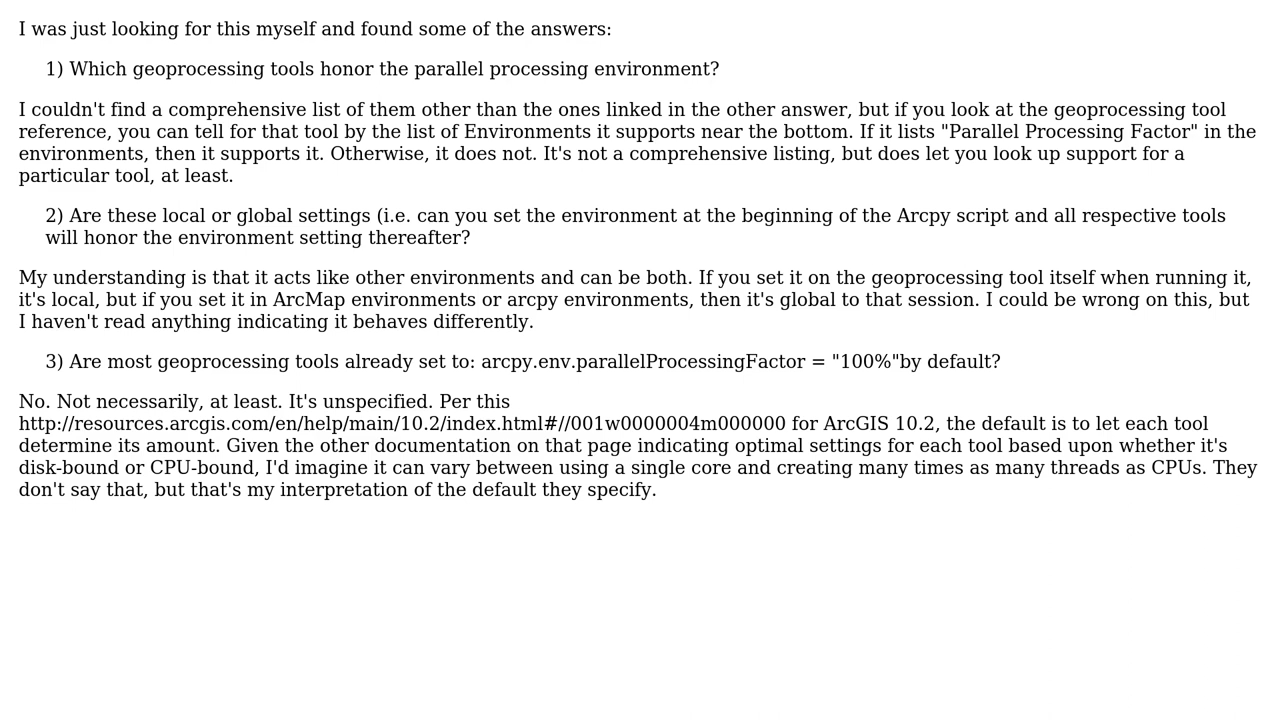 I was just looking for this myself and found some of the answers:
1) Which geoprocessing tools honor the parallel processing environment?
I couldn't find a comprehensive list of them other than the ones linked in the other answer, but if you look at the geoprocessing tool
reference, you can tell for that tool by the list of Environments it supports near the bottom. If it lists "Parallel Processing Factor" in the
environments, then it supports it. Otherwise, it does not. It's not a comprehensive listing, but does let you look up support for a
particular tool, at least.
2) Are these local or global settings (i.e. can you set the environment at the beginning of the Arcpy script and all respective tools
will honor the environment setting thereafter?
My understanding is that it acts like other environments and can be both. If you set it on the geoprocessing tool itself when running it,
it's local, but if you set it in ArcMap environments or arcpy environments, then it's global to that session. I could be wrong on this, but
I haven't read anything indicating it behaves differently.
3) Are most geoprocessing tools already set to: arcpy.env.parallelProcessingFactor = "100%"by default?
No. Not necessarily, at least. It's unspecified. Per this
http://resources.arcgis.com/en/help/main/10.2/index.html#//001w0000004m000000 for ArcGIS 10.2, the default is to let each tool
determine its amount. Given the other documentation on that page indicating optimal settings for each tool based upon whether it's
disk-bound or CPU-bound, I'd imagine it can vary between using a single core and creating many times as many threads as CPUs. They
don't say that, but that's my interpretation of the default they specify.